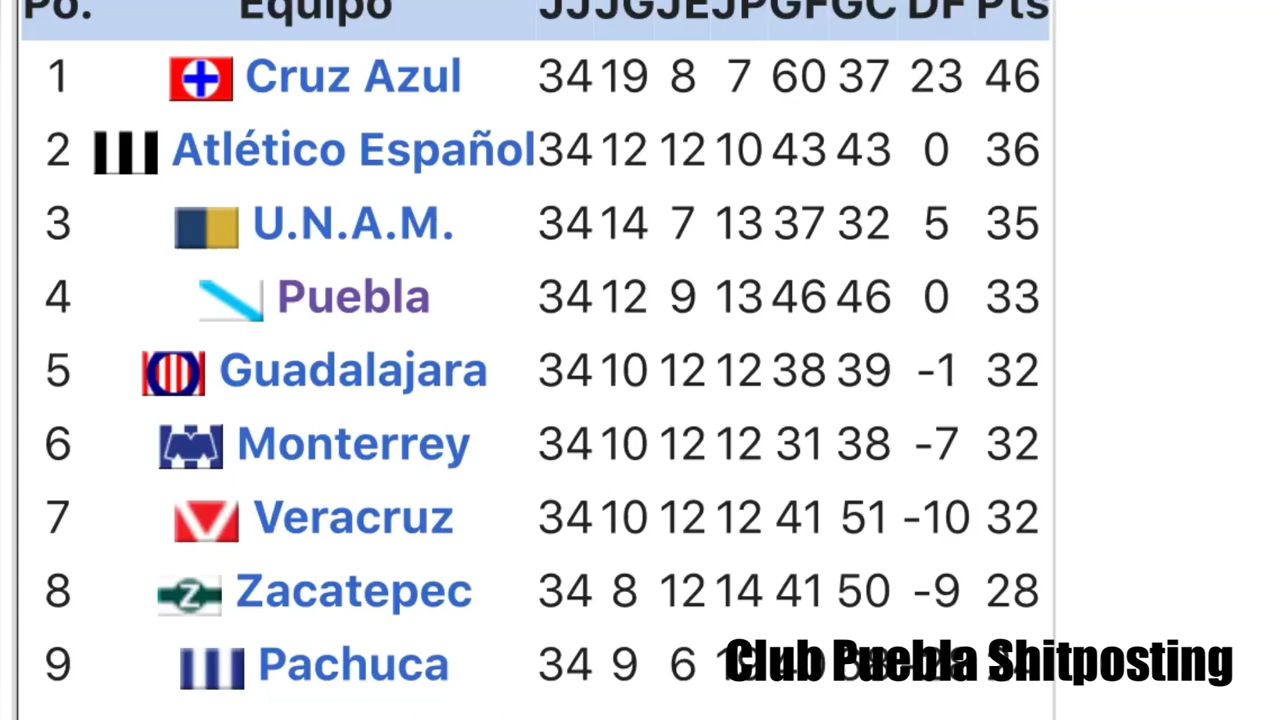 Po. Equipo JJ JG JE JP GF GC DF Pts
1 Cruz Azul 34 19 8 7 60 37 23 46
2 Atlético Español 34 12 12 10 43 43 0 36
3 U.N.A.M. 34 14 7 13 37 32 5 35
4 Puebla 34 12 9 13 46 46 0 33
5 Guadalajara 34 10 12 12 38 39 -1 32
6 Monterrey 34 10 12 12 31 38 -7 32
7 Veracruz 34 10 12 12 41 51 -10 32
8 Z Zacatepec 34 8 12 14 41 50 -9 28
9 Pachuca 34 9 6
Club Puebla Shitposting